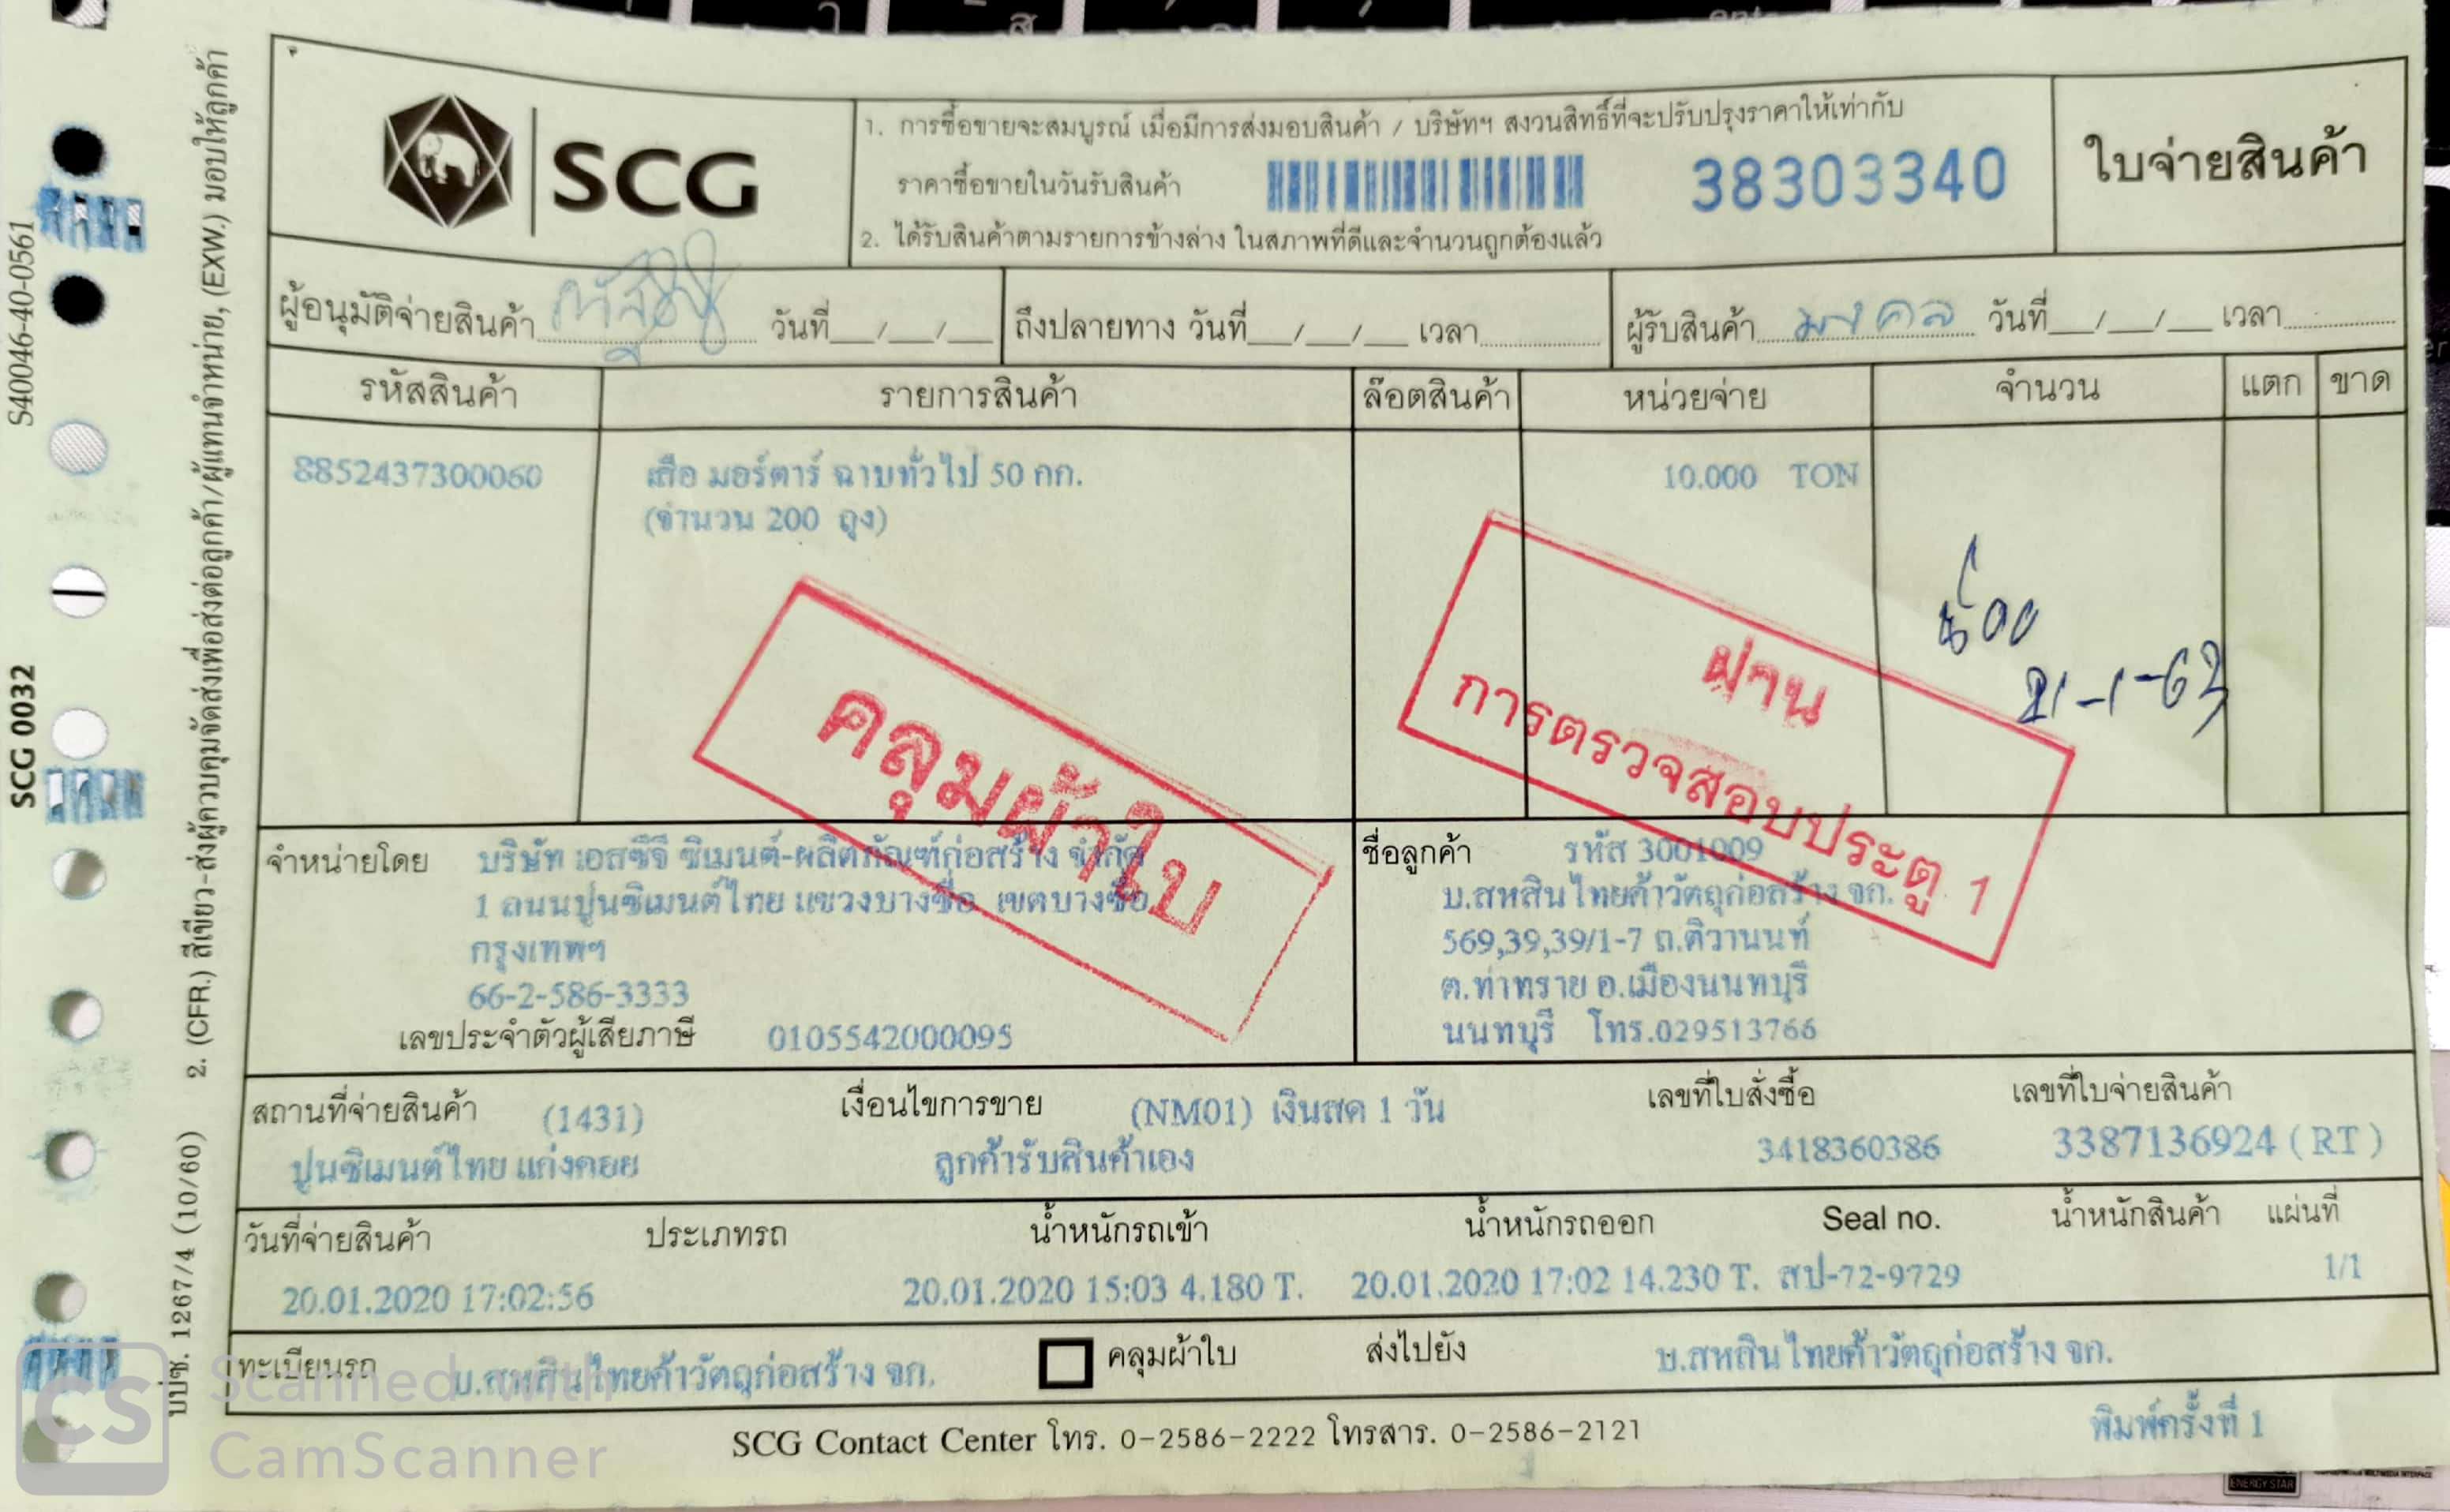 SCG
1. การซื้อขายจะสมบูรณ์ เมื่อมีการส่งมอบสินค้า / บริษัทฯ สงวนสิทธิ์ที่จะปรับปรุงราคาให้เท่ากับ
ราคาซื้อขายในวันรับสินค้า
38303340
2. ได้รับสินค้าตามรายการข้างล่าง ในสภาพที่ดีและจำนวนถูกต้องแล้ว
ใบจ่ายสินค้า
ผู้อนุมัติจ่ายสินค้า วันที่__/__/__ ถึงปลายทาง วันที่__/__/__ เวลา ผู้รับสินค้า มงคล วันที่__/__/__ เวลา
รหัสสินค้า รายการสินค้า ล๊อตสินค้า หน่วยจ่าย จำนวน แตก ขาด
8852437300060 เสือ มอร์ตาร์ ฉาบทั่วไป 50 กก. 10.000 TON
(จำนวน 200 ถุง)
21-1-63
คลุมผ้าใบ
ผ่าน
การตรวจสอบประตู 1
จำหน่ายโดย บริษัท เอสซีจี ซิเมนต์-ผลิตภัณฑ์ก่อสร้าง จำกัด
1 ถนนปูนซิเมนต์ไทย แขวงบางซื่อ เขตบางซื่อ
กรุงเทพฯ
66-2-586-3333
เลขประจำตัวผู้เสียภาษี 0105542000095
ชื่อลูกค้า รหัส 3001009
บ.สหสินไทยค้าวัตถุก่อสร้าง จก.
569,39,39/1-7 ถ.ติวานนท์
ต.ท่าทราย อ.เมืองนนทบุรี
นนทบุรี โทร.029513766
สถานที่จ่ายสินค้า (1431) เงื่อนไขการขาย (NM01) เงินสด 1 วัน เลขที่ใบสั่งซื้อ เลขที่ใบจ่ายสินค้า
ปูนซิเมนต์ไทย แก่งคอย ลูกค้ารับสินค้าเอง 3418360386 3387136924 (RT)
วันที่จ่ายสินค้า ประเภทรถ น้ำหนักรถเข้า น้ำหนักรถออก Seal no. น้ำหนักสินค้า แผ่นที่
20.01.2020 17:02:56 20.01.2020 15:03 4.180 T. 20.01.2020 17:02 14.230 T. สป-72-9729 1/1
ทะเบียนรถ บ.สหสินไทยค้าวัตถุก่อสร้าง จก. คลุมผ้าใบ ส่งไปยัง บ.สหสินไทยค้าวัตถุก่อสร้าง จก.
SCG Contact Center โทร. 0-2586-2222 โทรสาร. 0-2586-2121
พิมพ์ครั้งที่ 1
S40046-40-0561
SCG 0032
2. (CFR.) สีเขียว-ส่งผู้ควบคุมจัดส่งเพื่อส่งต่อลูกค้า/ผู้แทนจำหน่าย, (EXW.) มอบให้ลูกค้า
บปซ. 1267/4 (10/60)
CS
Scanned with
CamScanner
ENERGY STAR